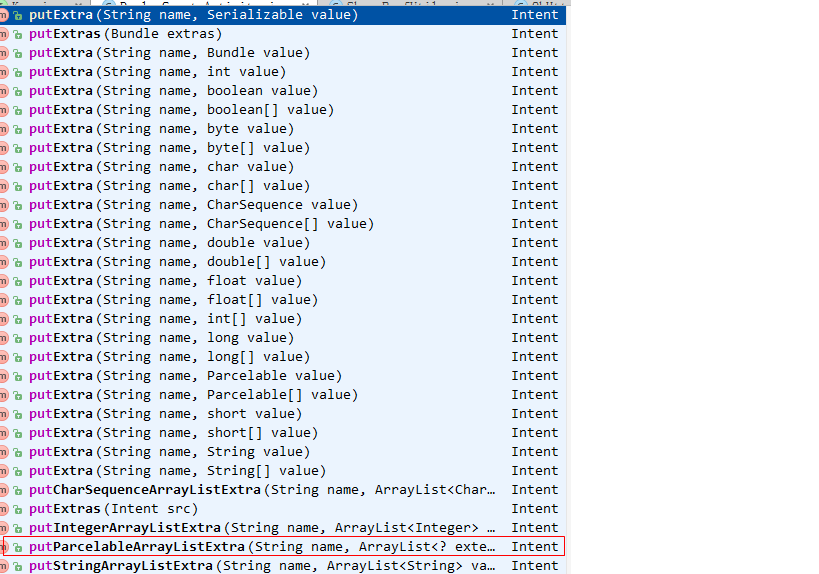 putExtra(String name, Serializable value) Intent
putExtras(Bundle extras) Intent
putExtra(String name, Bundle value) Intent
putExtra(String name, int value) Intent
putExtra(String name, boolean value) Intent
putExtra(String name, boolean[] value) Intent
putExtra(String name, byte value) Intent
putExtra(String name, byte[] value) Intent
putExtra(String name, char value) Intent
putExtra(String name, char[] value) Intent
putExtra(String name, CharSequence value) Intent
putExtra(String name, CharSequence[] value) Intent
putExtra(String name, double value) Intent
putExtra(String name, double[] value) Intent
putExtra(String name, float value) Intent
putExtra(String name, float[] value) Intent
putExtra(String name, int[] value) Intent
putExtra(String name, long value) Intent
putExtra(String name, long[] value) Intent
putExtra(String name, Parcelable value) Intent
putExtra(String name, Parcelable[] value) Intent
putExtra(String name, short value) Intent
putExtra(String name, short[] value) Intent
putExtra(String name, String value) Intent
putExtra(String name, String[] value) Intent
putCharSequenceArrayListExtra(String name, ArrayList<Char… Intent
putExtras(Intent src) Intent
putIntegerArrayListExtra(String name, ArrayList<Integer> … Intent
putParcelableArrayListExtra(String name, ArrayList<? exte… Intent
putStringArrayListExtra(String name, ArrayList<String> va… Intent